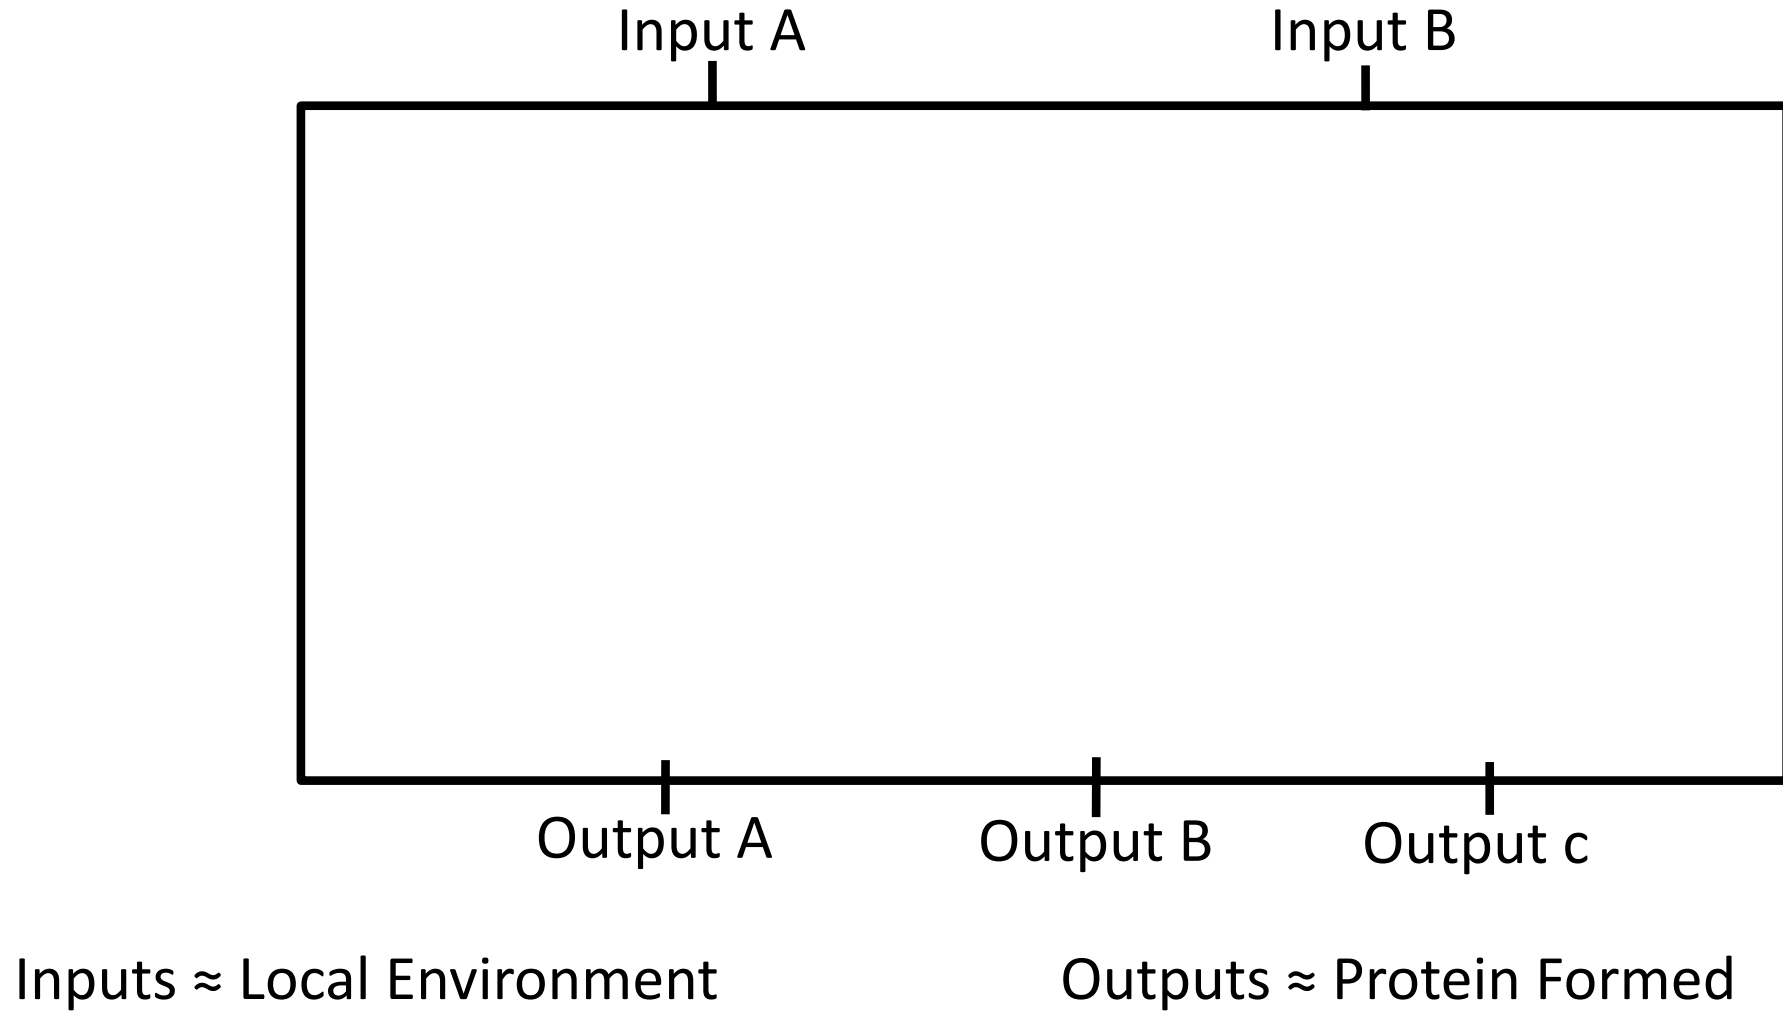 Input A
Input B
Output A
Output B
Output c
Inputs ≈ Local Environment
Outputs ≈ Protein Formed